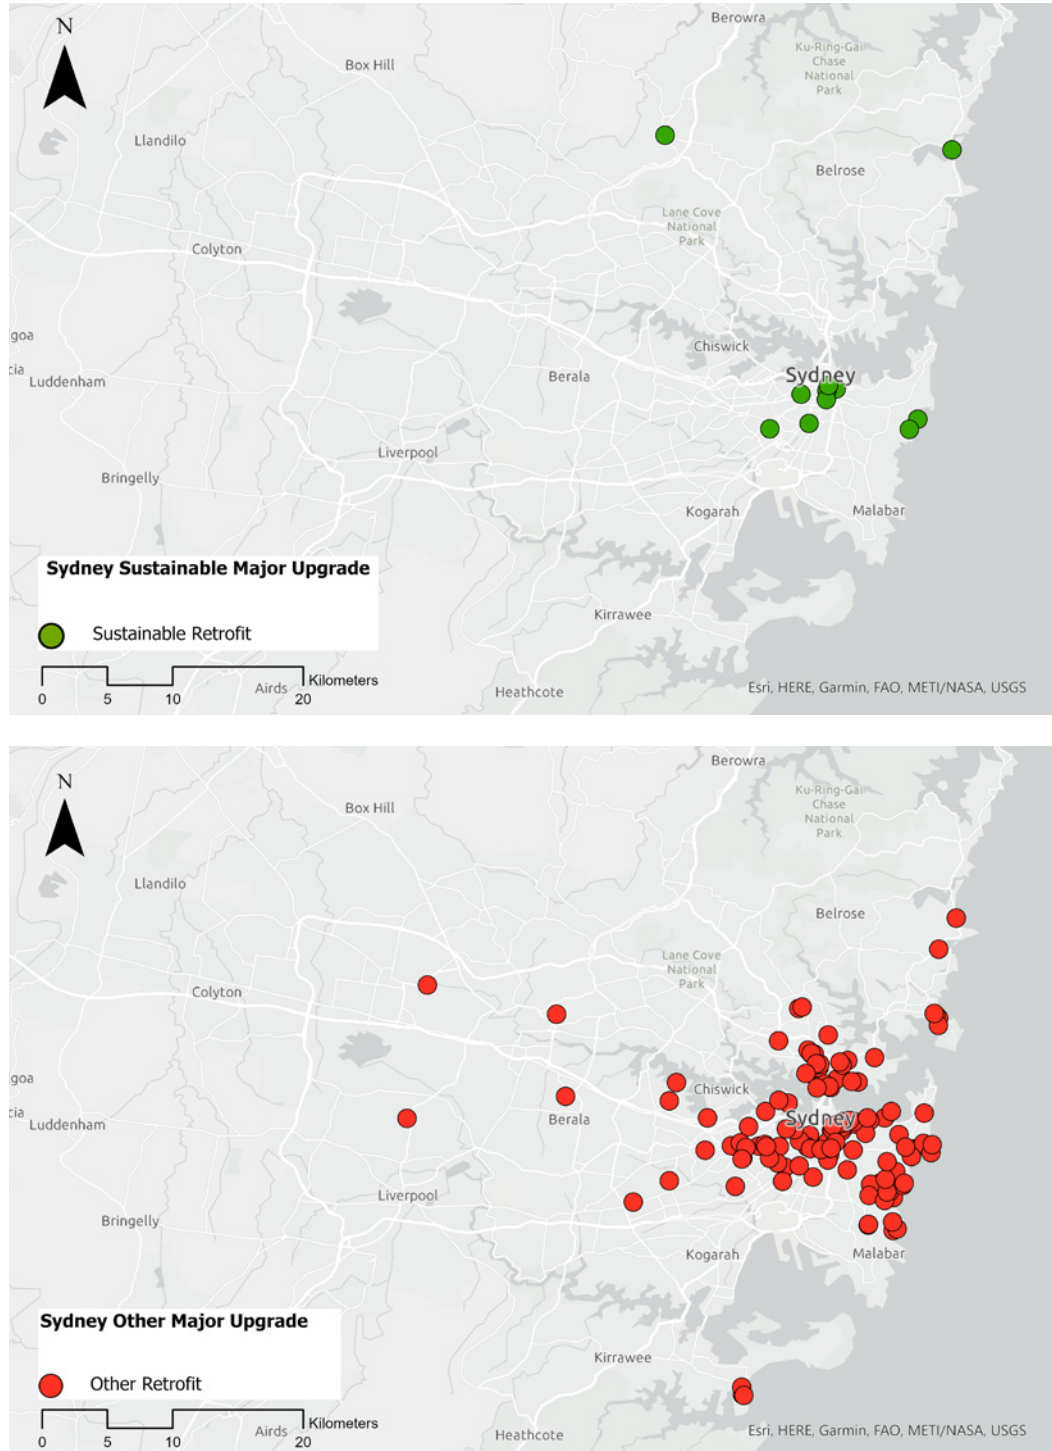 N
Berowra
Ku-Ring-Gai
Chase
National
Park
Box Hill
Llandilo
Belrose
Lane Cove
National
Park
Colyton
goa
Chiswick
cia
Luddenham
Berala
Sydney
Liverpool
Bringelly
Kogarah
Malabar
Sydney Sustainable Major Upgrade
Sustainable Retrofit
Kirrawee
Kilometers
0 5 10 20
Airds
Heathcote
Esri, HERE, Garmin, FAO, METI/NASA, USGS
N
Berowra
Ku-Ring-Gai
Chase
National
Park
Box Hill
Llandilo
Belrose
Lane Cove
National
Park
Colyton
goa
Chiswick
cia
Luddenham
Berala
Sydney
Liverpool
Bringelly
Kogarah
Malabar
Sydney Other Major Upgrade
Other Retrofit
Kirrawee
Kilometers
0 5 10 20
Airds
Heathcote
Esri, HERE, Garmin, FAO, METI/NASA, USGS